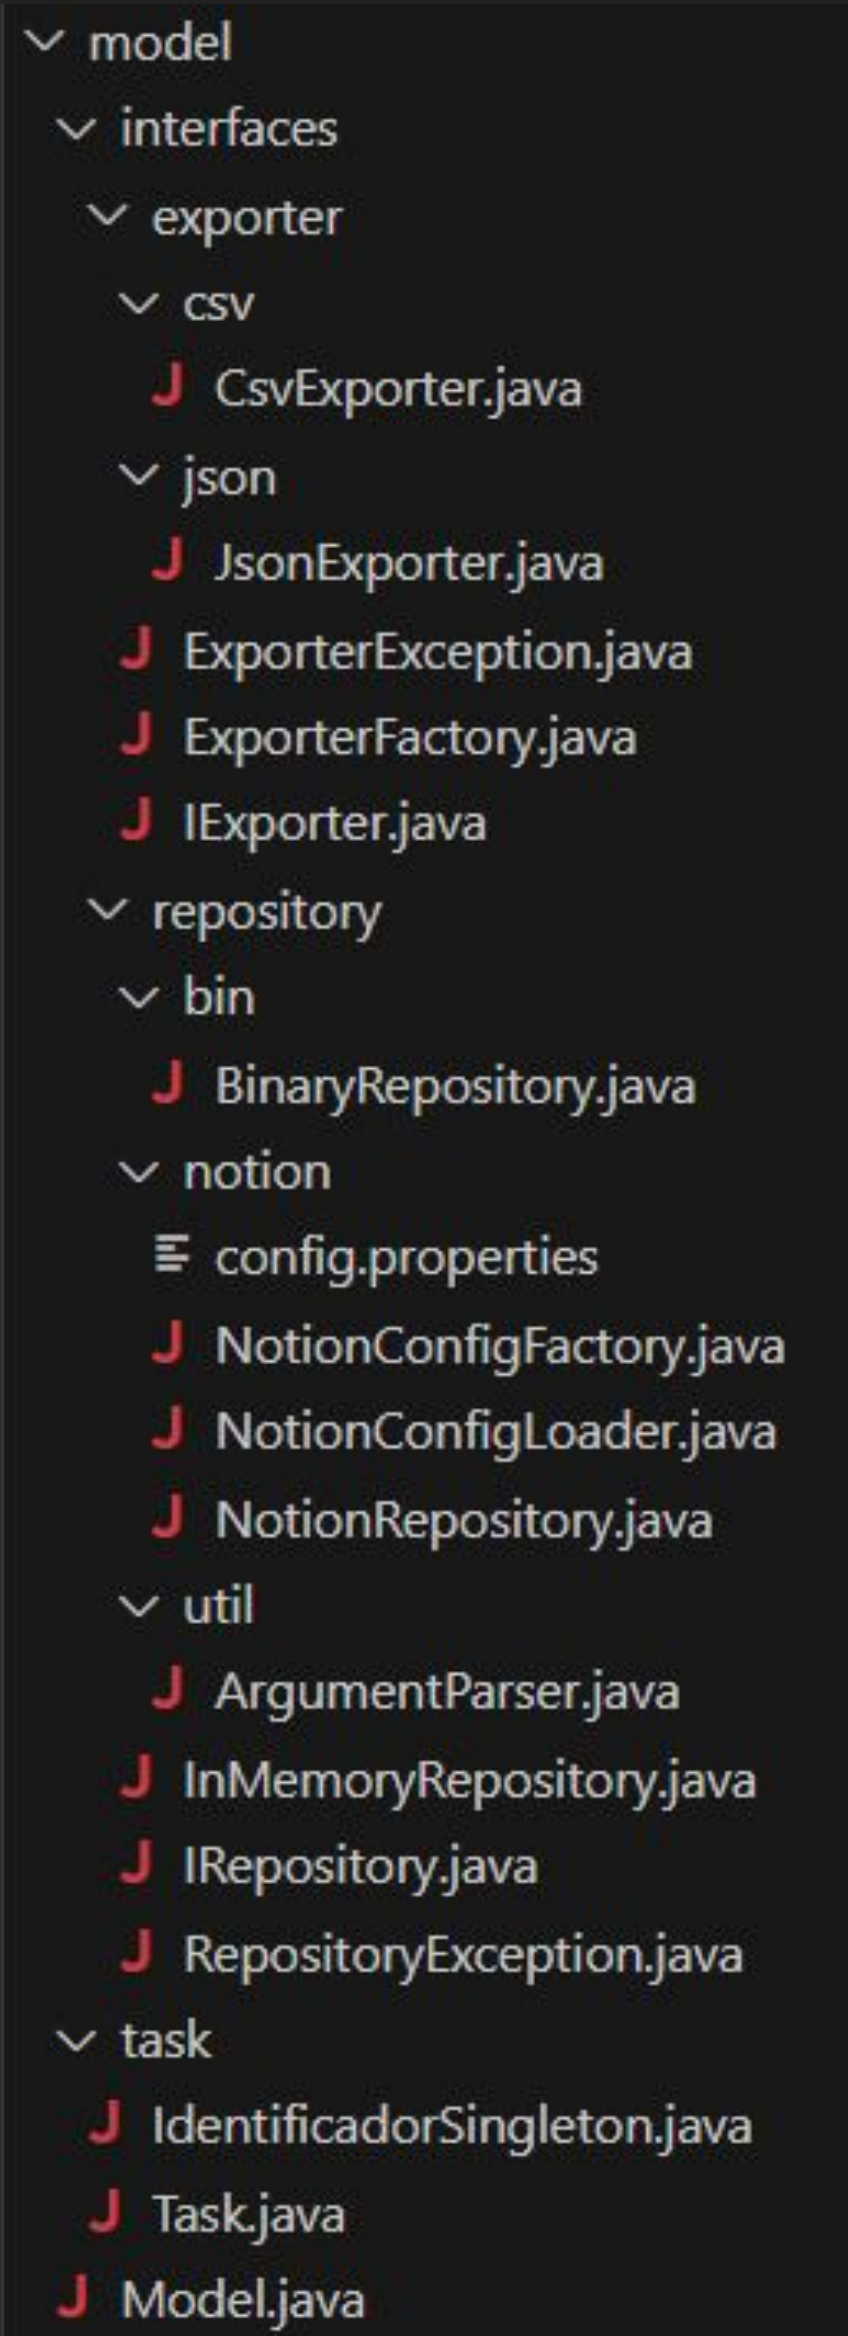 model
interfaces
exporter
csv
CsvExporter.java
json
JsonExporter.java
ExporterException.java
ExporterFactory.java
IExporter.java
repository
bin
BinaryRepository.java
notion
config.properties
NotionConfigFactory.java
NotionConfigLoader.java
NotionRepository.java
util
ArgumentParser.java
InMemoryRepository.java
IRepository.java
RepositoryException.java
task
IdentificadorSingleton.java
Task.java
Model.java